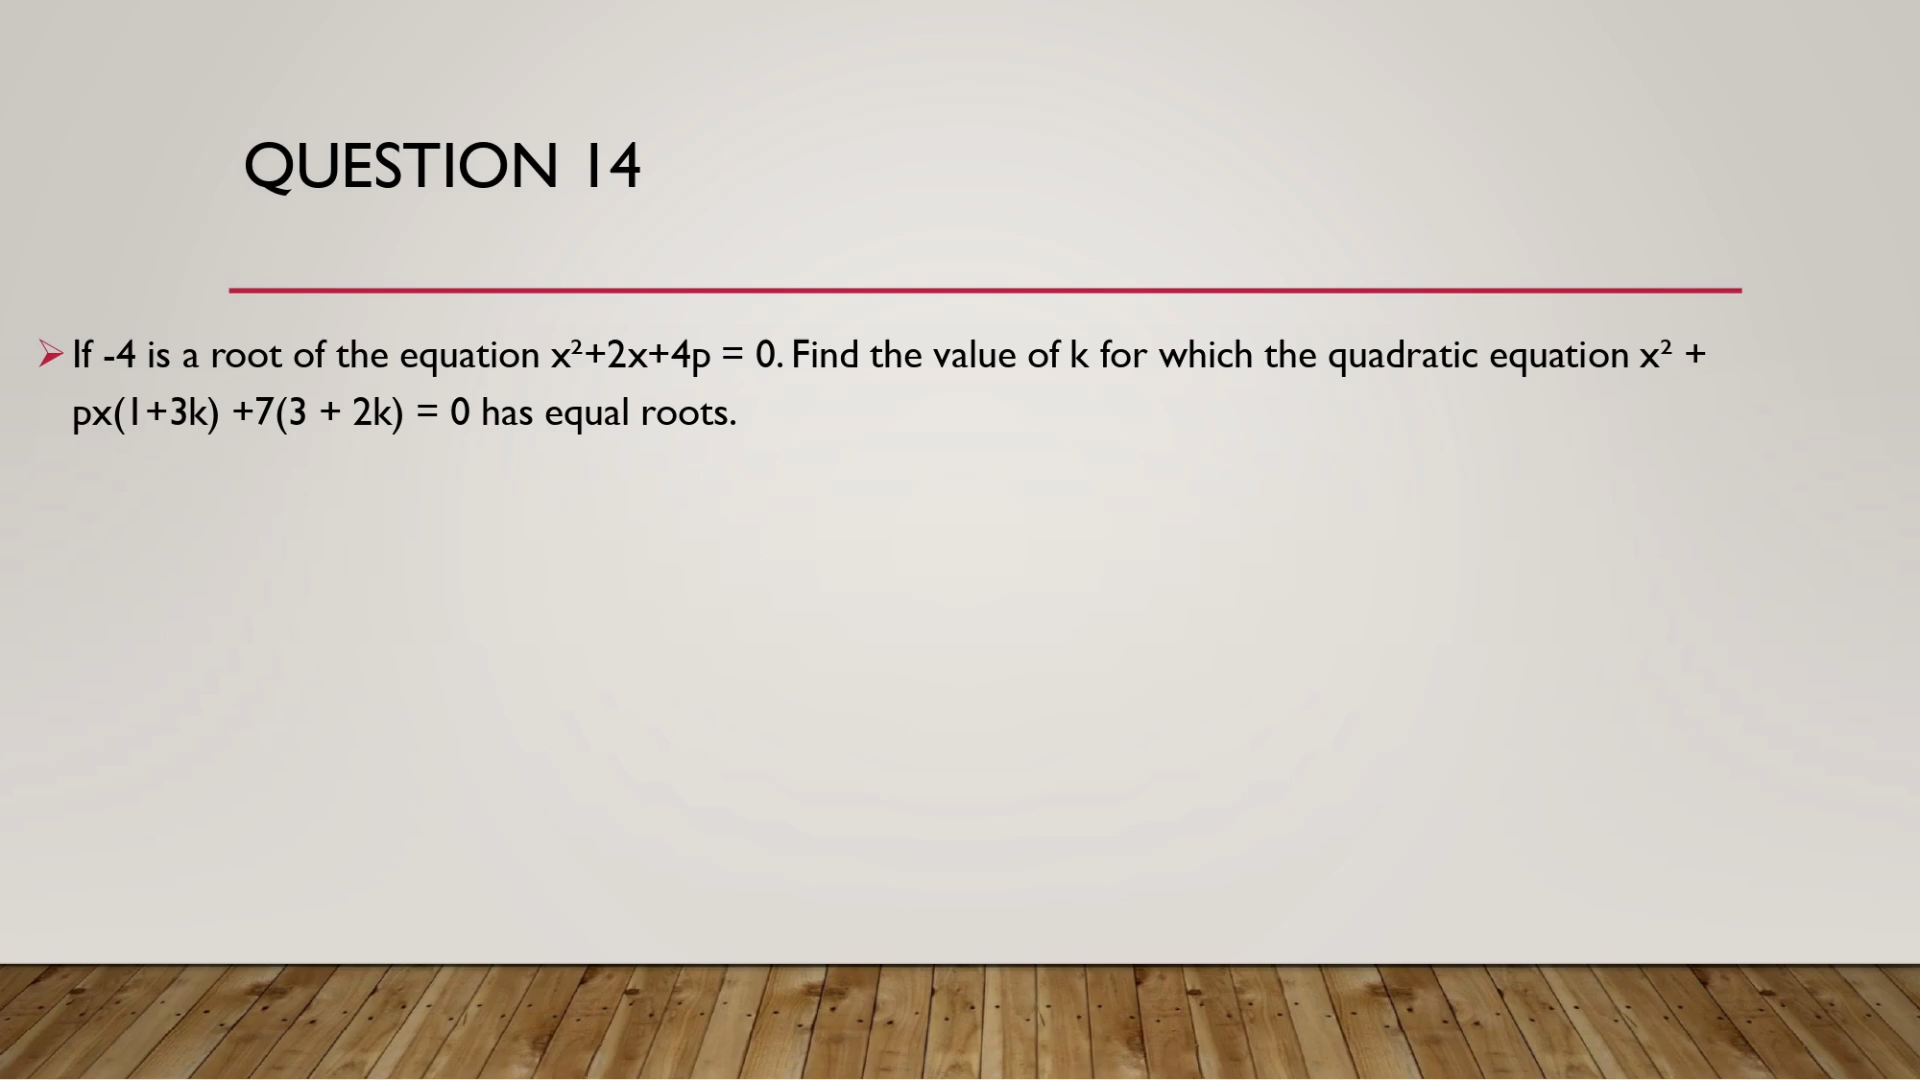 QUESTION 14
If -4 is a root of the equation x²+2x+4p = 0. Find the value of k for which the quadratic equation x² +
px(1+3k) +7(3 + 2k) = 0 has equal roots.